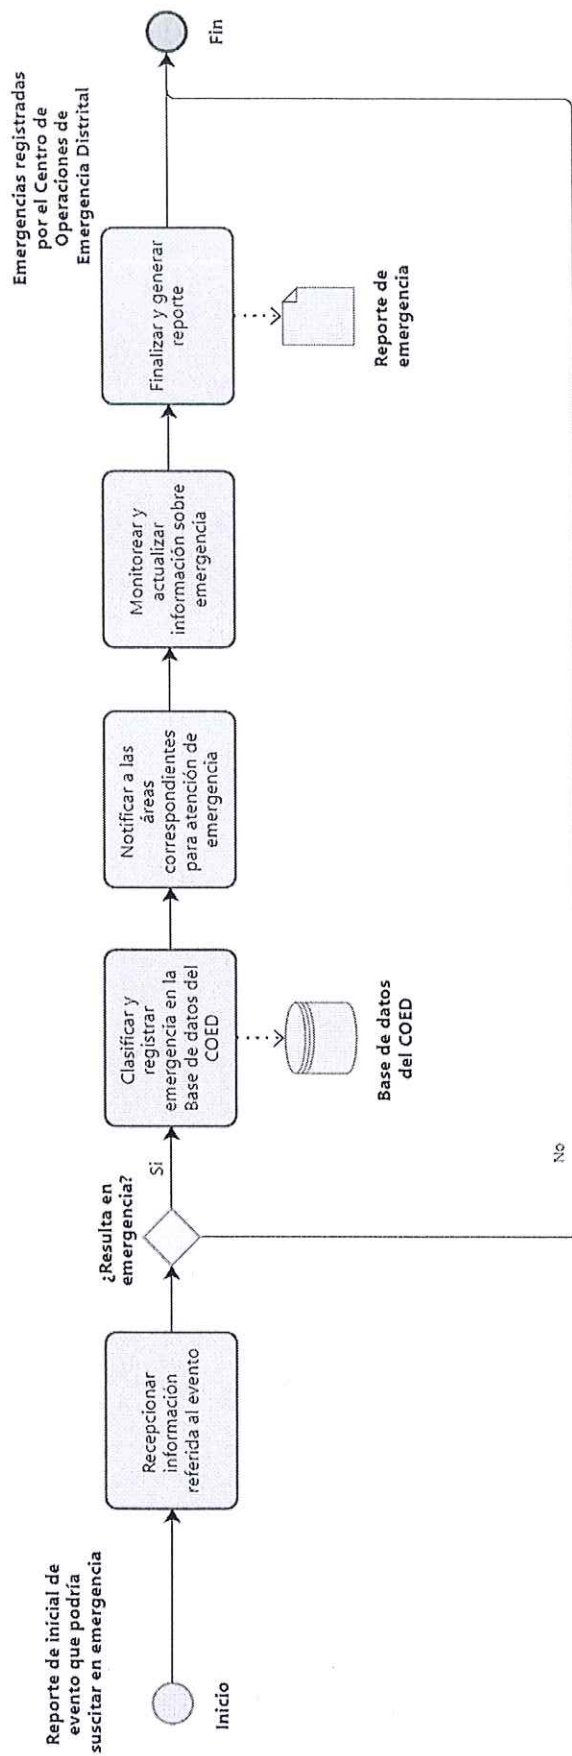 Reporte de inicial de
evento que podría
suscitar en emergencia
Inicio
Recepcionar
información
referida al evento
¿Resulta en
emergencia?
Si
No
Clasificar y
registrar
emergencia en la
Base de datos del
COED
Base de datos
del COED
Notificar a las
áreas
correspondientes
para atención de
emergencia
Monitorear y
actualizar
información sobre
emergencia
Finalizar y generar
reporte
Reporte de
emergencia
Emergencias registradas
por el Centro de
Operaciones de
Emergencia Distrital
Fin